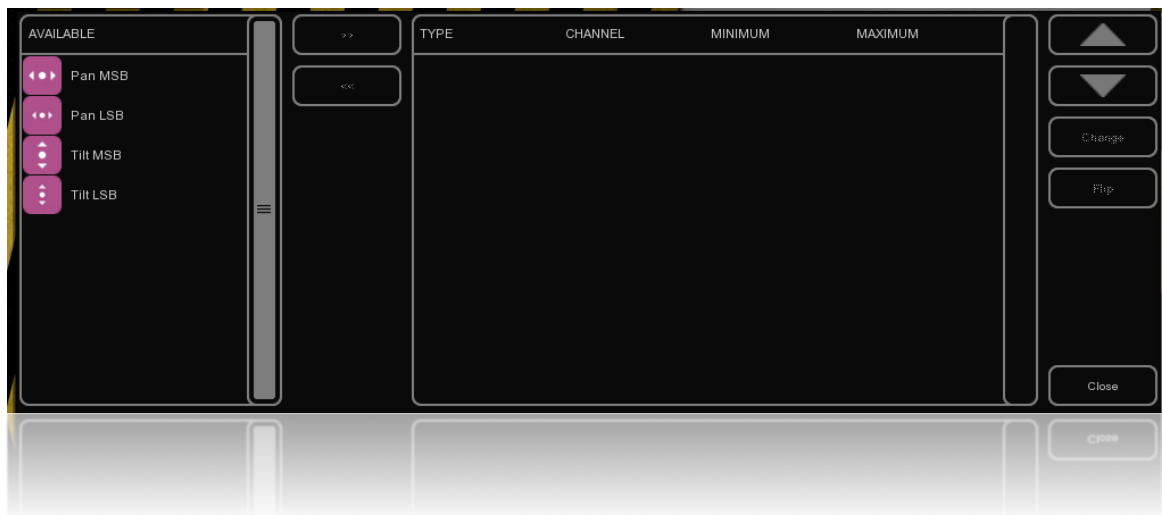 AVAILABLE
Pan MSB
Pan LSB
Tilt MSB
Tilt LSB
>>
<<
TYPE CHANNEL MINIMUM MAXIMUM
Change
Flip
Close